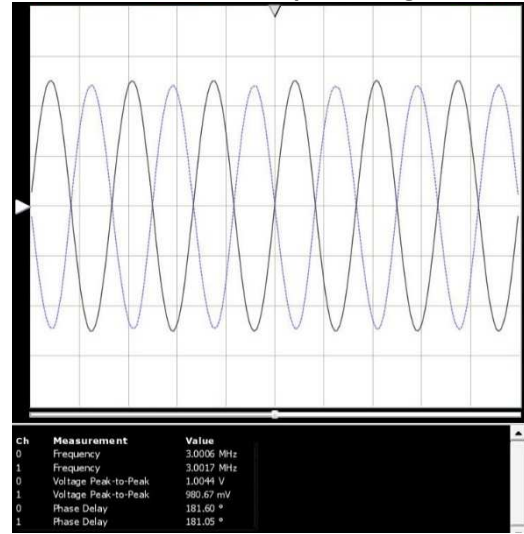 Ch Measurement Value
0 Frequency 3.0006 MHz
1 Frequency 3.0017 MHz
0 Voltage Peak-to-Peak 1.0044 V
1 Voltage Peak-to-Peak 980.67 mV
0 Phase Delay 181.60 °
1 Phase Delay 181.05 °